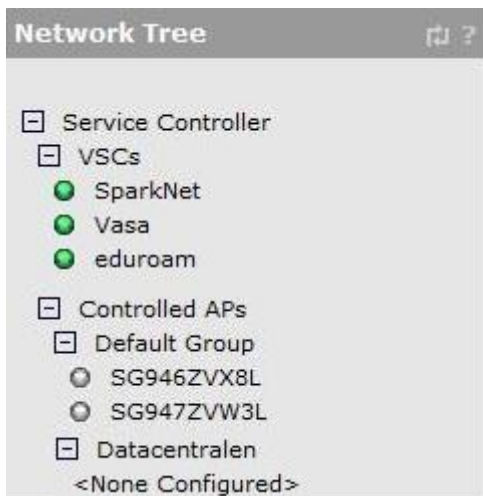 Network Tree ?
Service Controller
VSCs
SparkNet
Vasa
eduroam
Controlled APs
Default Group
SG946ZVX8L
SG947ZVW3L
Datacentralen
<None Configured>